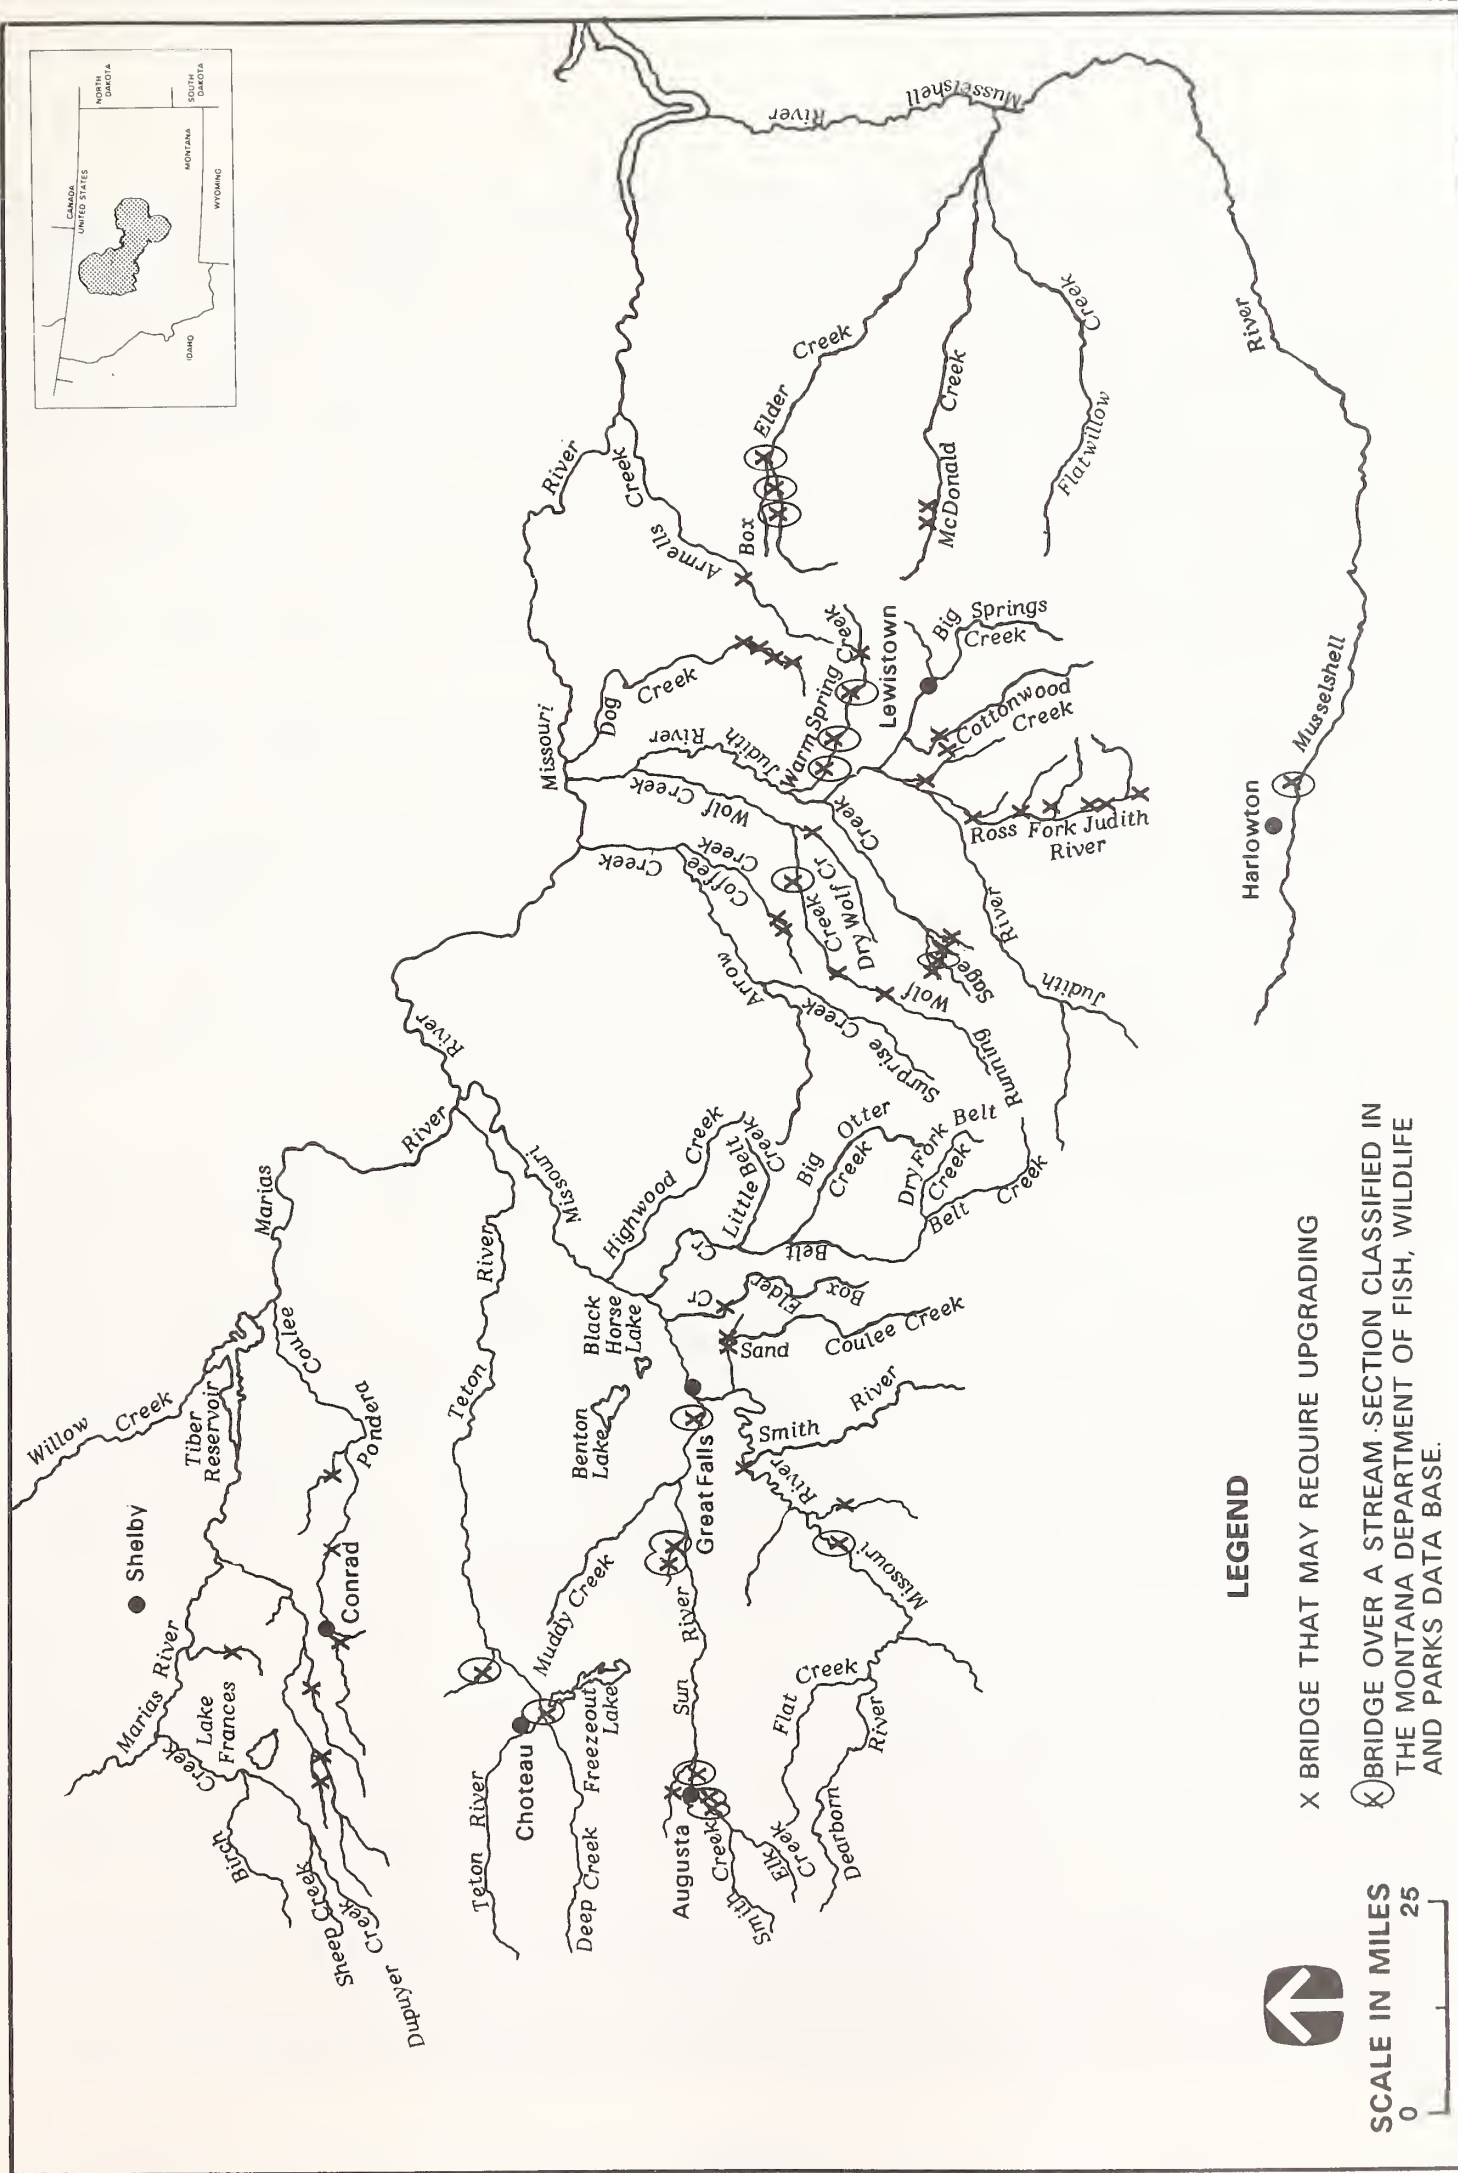 CANADA
UNITED STATES
NORTH
DAKOTA
SOUTH
DAKOTA
MONTANA
WYOMING
IDAHO
Willow Creek
Shelby
Tiber
Reservoir
Marias River
Marias
River
Lake
Frances
Creek
Birch
Sheep Creek
Dupuyer Creek
Conrad
Pondera
Coulee
Teton River
Teton River
Choteau
Deep Creek
Freezeout
Lake
Muddy Creek
Benton
Lake
Black
Horse
Lake
Great Falls
Sun River
Augusta
Smith Creek
Elk
Creek
Flat Creek
Dearborn River
Missouri River
Smith River
Sand Coulee Creek
Box Elder Cr
Missouri
River
Highwood Creek
Little Belt
Creek
Belt Cr
Big Otter
Creek
Dry Fork Belt
Creek
Belt Creek
Arrow Creek
Surprise Creek
Coffee Creek
Running Wolf Creek
Dry Wolf Cr
Wolf Creek
Sage Creek
Judith River
Judith River
Missouri
River
Dog Creek
Warm Spring Creek
Lewistown
Big Springs
Creek
Cottonwood
Creek
Ross Fork Judith
River
Armells Creek
Box Elder Creek
McDonald Creek
Flatwillow Creek
Musselshell River
River
Musselshell
Harlowton
LEGEND
X BRIDGE THAT MAY REQUIRE UPGRADING
X BRIDGE OVER A STREAM SECTION CLASSIFIED IN
THE MONTANA DEPARTMENT OF FISH, WILDLIFE
AND PARKS DATA BASE.
SCALE IN MILES
0 25